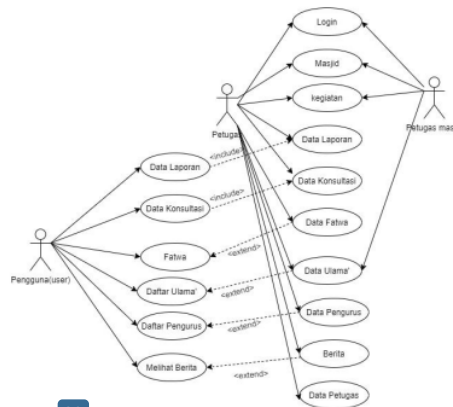 Login
Masjid
kegiatan
Petugas
Petugas mas
Data Laporan
<include>
Data Laporan
Data Konsultasi
<include>
Data Konsultasi
Data Fatwa
<extend>
Fatwa
Pengguna(user)
Data Ulama'
<extend>
Daftar Ulama'
Data Pengurus
<extend>
Daftar Pengurus
Berita
Melihat Berita
<extend>
Data Petugas